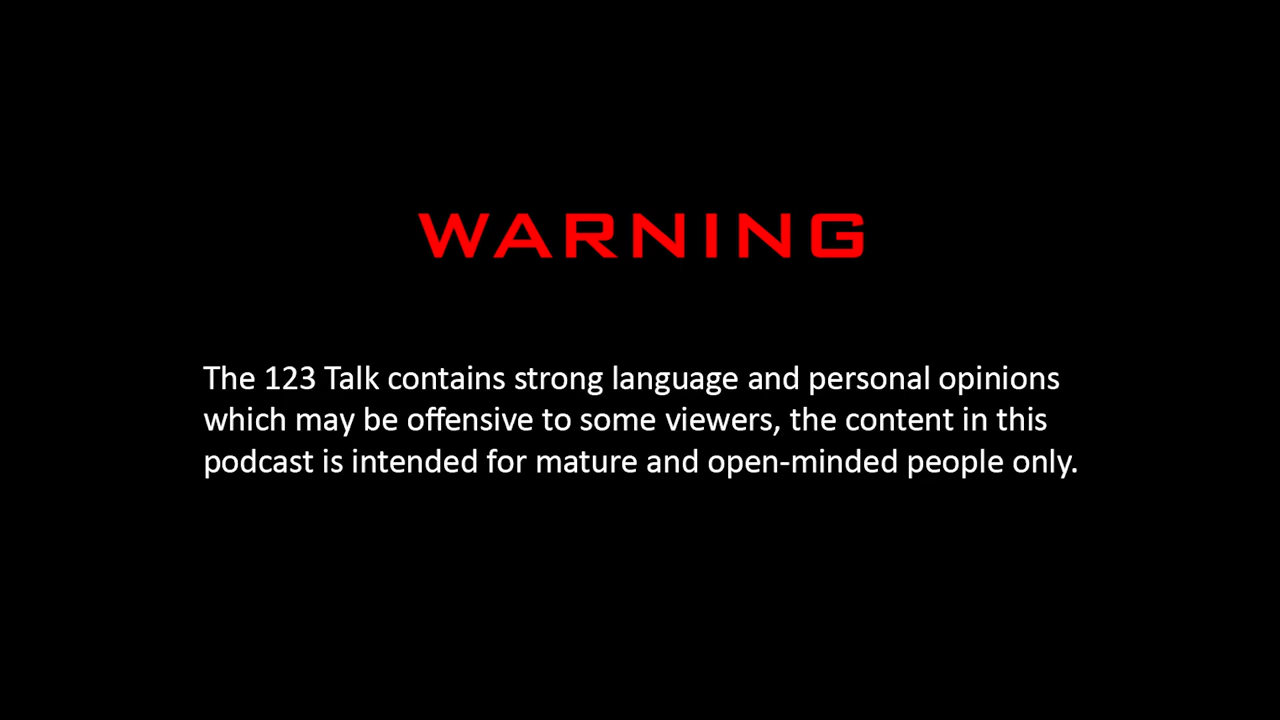 WARNING
The 123 Talk contains strong language and personal opinions
which may be offensive to some viewers, the content in this
podcast is intended for mature and open-minded people only.